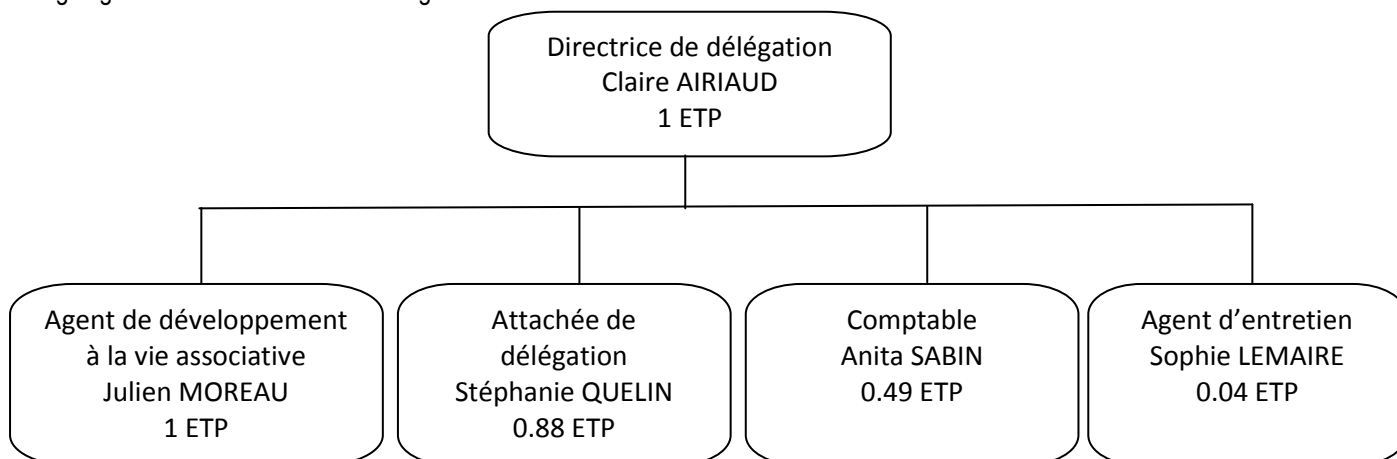 Directrice de délégation
Claire AIRIAUD
1 ETP
Agent de développement
à la vie associative
Julien MOREAU
1 ETP
Attachée de
délégation
Stéphanie QUELIN
0.88 ETP
Comptable
Anita SABIN
0.49 ETP
Agent d’entretien
Sophie LEMAIRE
0.04 ETP